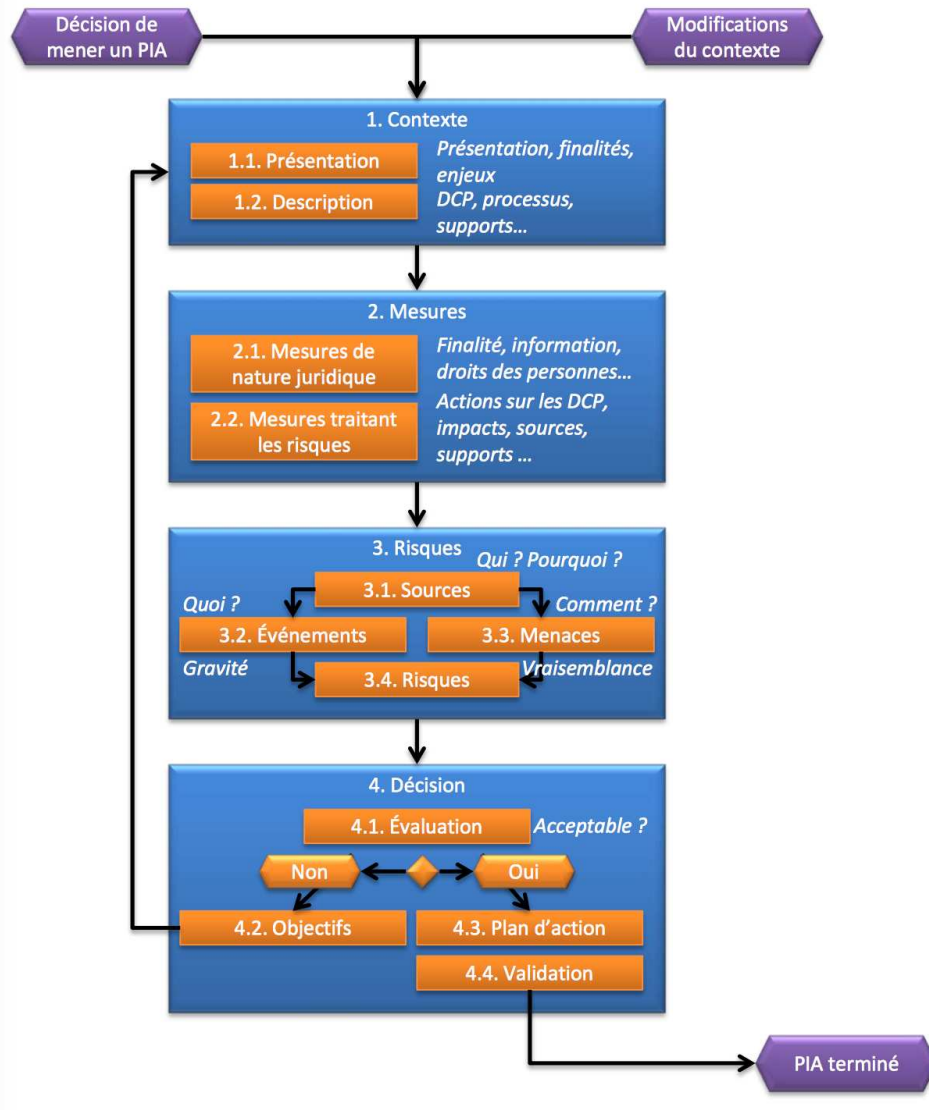 Décision de
mener un PIA
Modifications
du contexte
1. Contexte
1.1. Présentation
Présentation, finalités,
enjeux
1.2. Description
DCP, processus,
supports...
2. Mesures
2.1. Mesures de
nature juridique
Finalité, information,
droits des personnes...
2.2. Mesures traitant
les risques
Actions sur les DCP,
impacts, sources,
supports ...
3. Risques
Qui ? Pourquoi ?
3.1. Sources
Quoi ?
Comment ?
3.2. Événements
3.3. Menaces
Gravité
Vraisemblance
3.4. Risques
4. Décision
4.1. Évaluation
Acceptable ?
Non
Oui
4.2. Objectifs
4.3. Plan d'action
4.4. Validation
PIA terminé